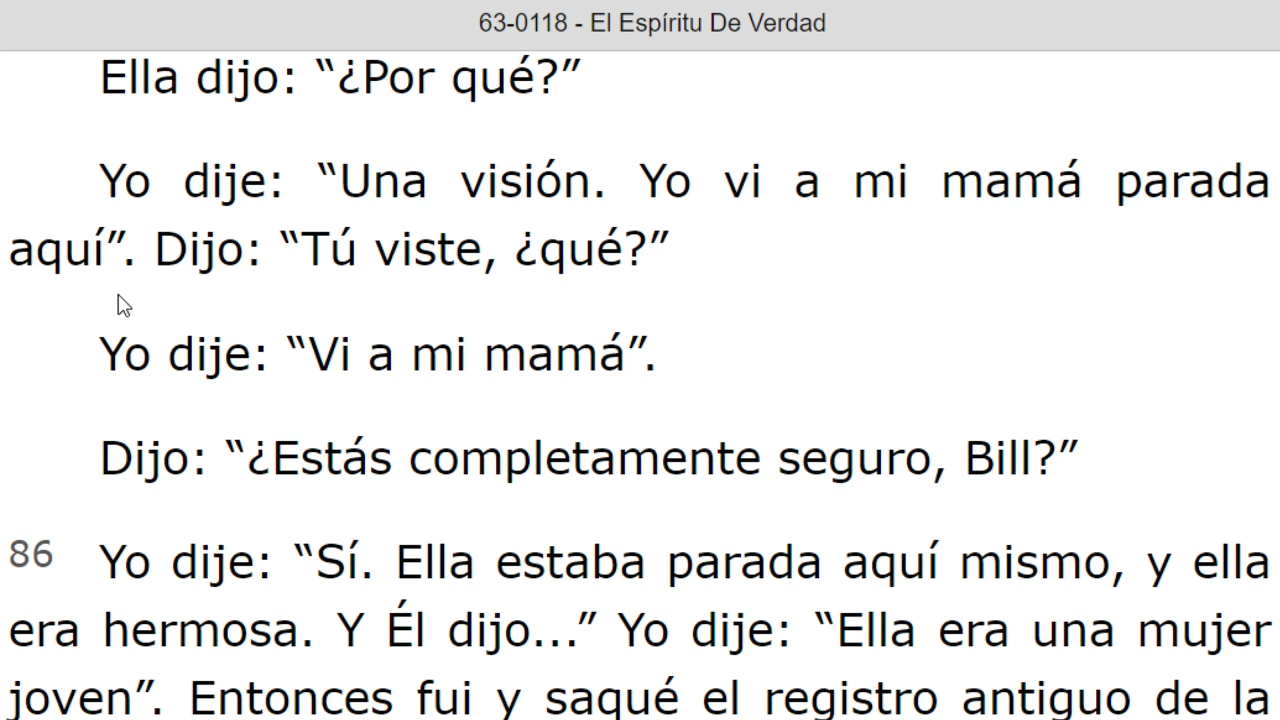 63-0118 - El Espíritu De Verdad
Ella dijo: “¿Por qué?”
Yo dije: “Una visión. Yo vi a mi mamá parada
aquí”. Dijo: “Tú viste, ¿qué?”
Yo dije: “Vi a mi mamá”.
Dijo: “¿Estás completamente seguro, Bill?”
86 Yo dije: “Sí. Ella estaba parada aquí mismo, y ella
era hermosa. Y Él dijo...” Yo dije: “Ella era una mujer
joven”. Entonces fui y saqué el registro antiguo de la